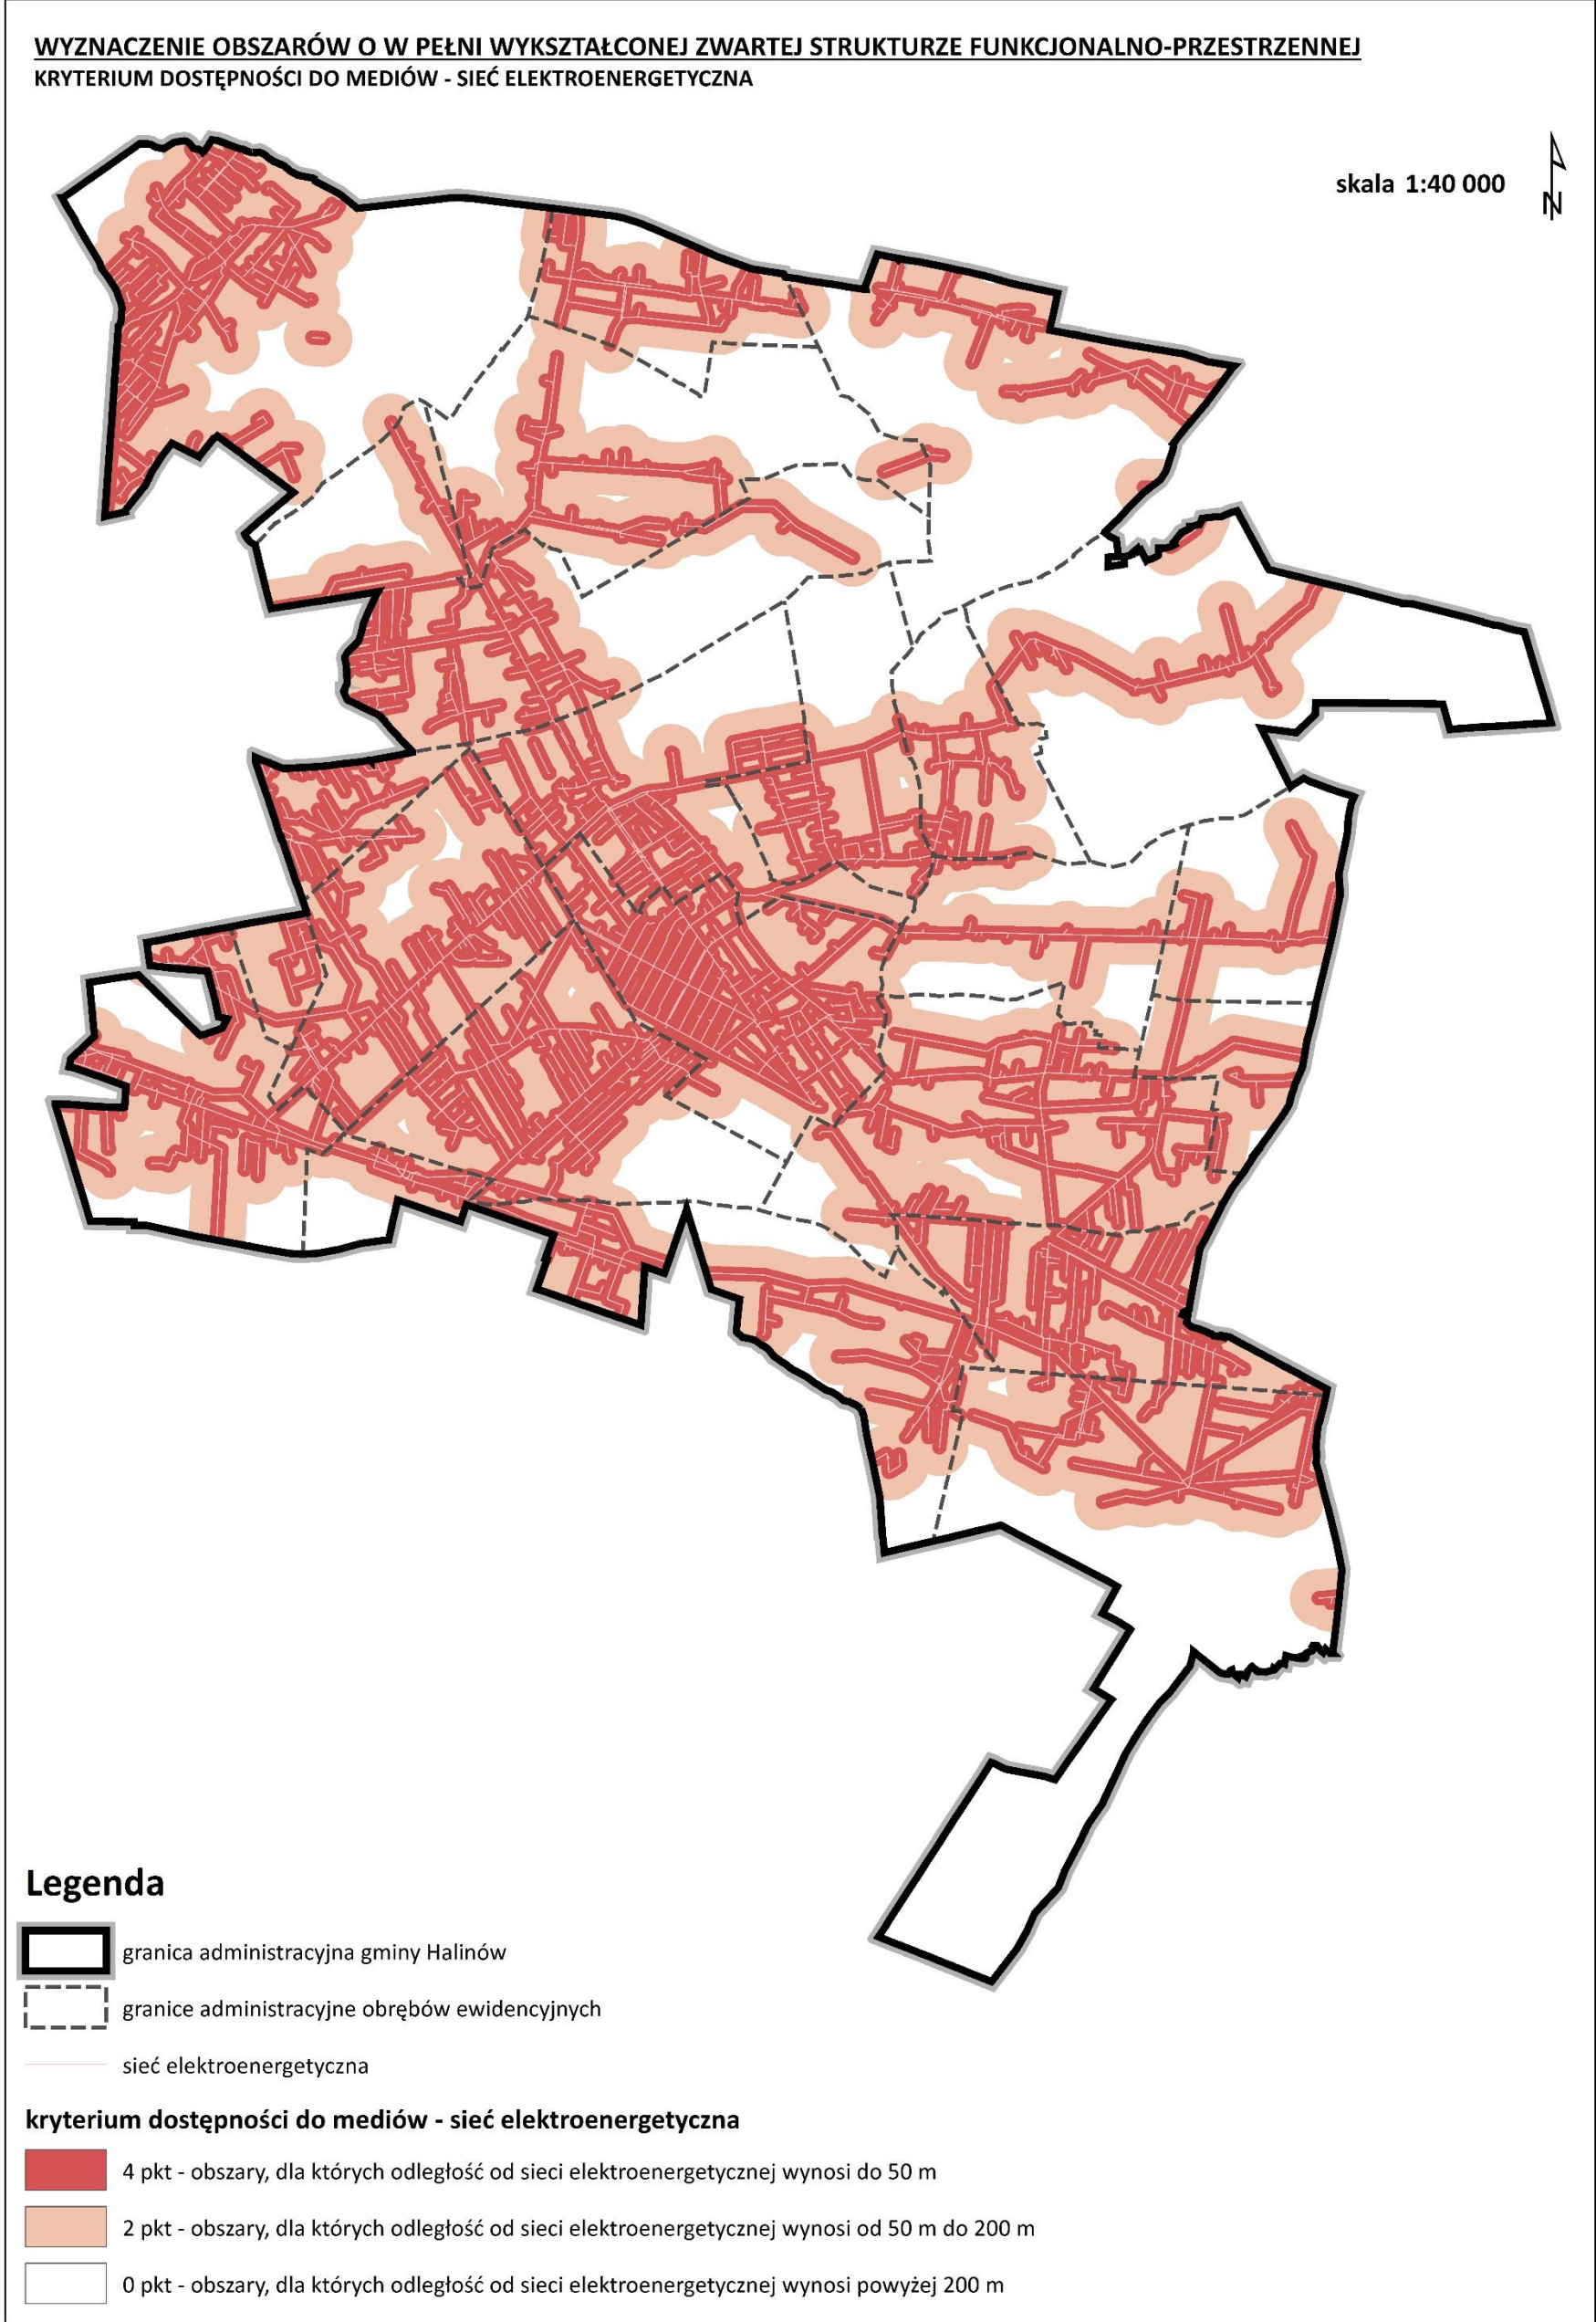 WYZNACZENIE OBSZARÓW O W PEŁNI WYKSZTAŁCONEJ ZWARTEJ STRUKTURZE FUNKCJONALNO-PRZESTRZENNEJ
KRYTERIUM DOSTĘPNOŚCI DO MEDIÓW - SIEĆ ELEKTROENERGETYCZNA
skala 1:40 000
N
Legenda
granica administracyjna gminy Halinów
granice administracyjne obrębów ewidencyjnych
sieć elektroenergetyczna
kryterium dostępności do mediów - sieć elektroenergetyczna
4 pkt - obszary, dla których odległość od sieci elektroenergetycznej wynosi do 50 m
2 pkt - obszary, dla których odległość od sieci elektroenergetycznej wynosi od 50 m do 200 m
0 pkt - obszary, dla których odległość od sieci elektroenergetycznej wynosi powyżej 200 m